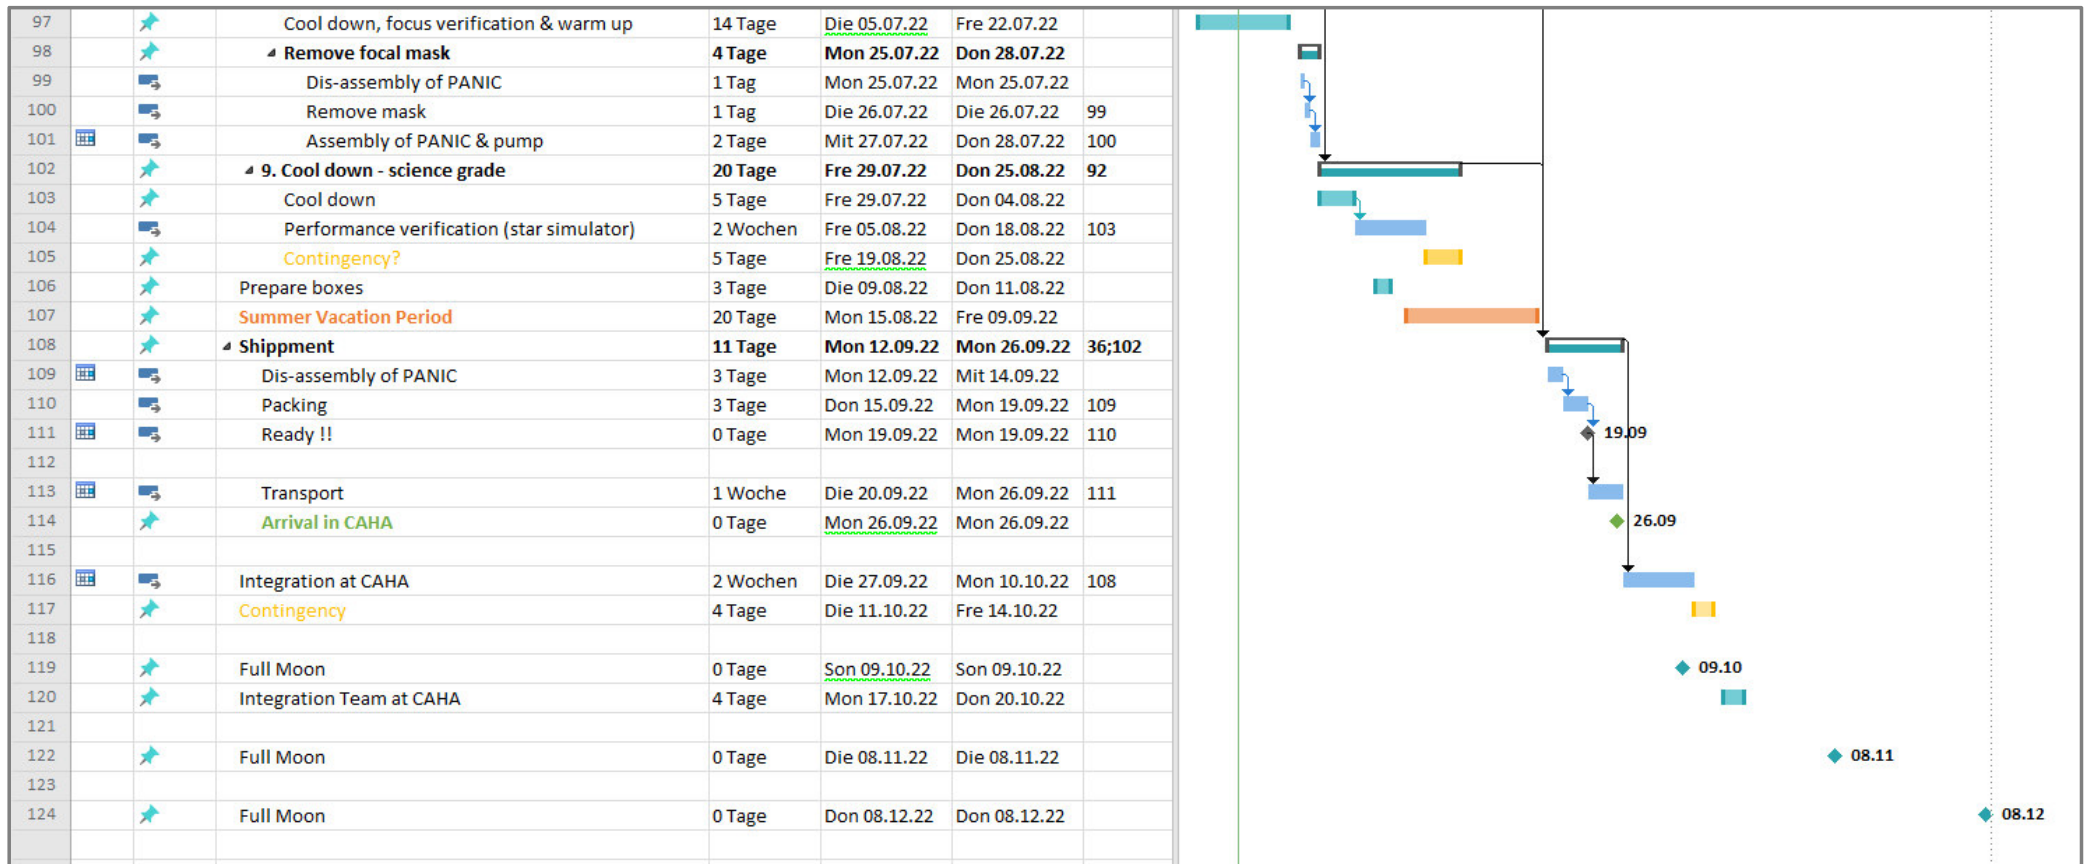 97 Cool down, focus verification & warm up 14 Tage Die 05.07.22 Fre 22.07.22
98 Remove focal mask 4 Tage Mon 25.07.22 Don 28.07.22
99 Dis-assembly of PANIC 1 Tag Mon 25.07.22 Mon 25.07.22
100 Remove mask 1 Tag Die 26.07.22 Die 26.07.22 99
101 Assembly of PANIC & pump 2 Tage Mit 27.07.22 Don 28.07.22 100
102 9. Cool down - science grade 20 Tage Fre 29.07.22 Don 25.08.22 92
103 Cool down 5 Tage Fre 29.07.22 Don 04.08.22
104 Performance verification (star simulator) 2 Wochen Fre 05.08.22 Don 18.08.22 103
105 Contingency? 5 Tage Fre 19.08.22 Don 25.08.22
106 Prepare boxes 3 Tage Die 09.08.22 Don 11.08.22
107 Summer Vacation Period 20 Tage Mon 15.08.22 Fre 09.09.22
108 Shippment 11 Tage Mon 12.09.22 Mon 26.09.22 36;102
109 Dis-assembly of PANIC 3 Tage Mon 12.09.22 Mit 14.09.22
110 Packing 3 Tage Don 15.09.22 Mon 19.09.22 109
111 Ready !! 0 Tage Mon 19.09.22 Mon 19.09.22 110 19.09
112
113 Transport 1 Woche Die 20.09.22 Mon 26.09.22 111
114 Arrival in CAHA 0 Tage Mon 26.09.22 Mon 26.09.22 26.09
115
116 Integration at CAHA 2 Wochen Die 27.09.22 Mon 10.10.22 108
117 Contingency 4 Tage Die 11.10.22 Fre 14.10.22
118
119 Full Moon 0 Tage Son 09.10.22 Son 09.10.22 09.10
120 Integration Team at CAHA 4 Tage Mon 17.10.22 Don 20.10.22
121
122 Full Moon 0 Tage Die 08.11.22 Die 08.11.22 08.11
123
124 Full Moon 0 Tage Don 08.12.22 Don 08.12.22 08.12